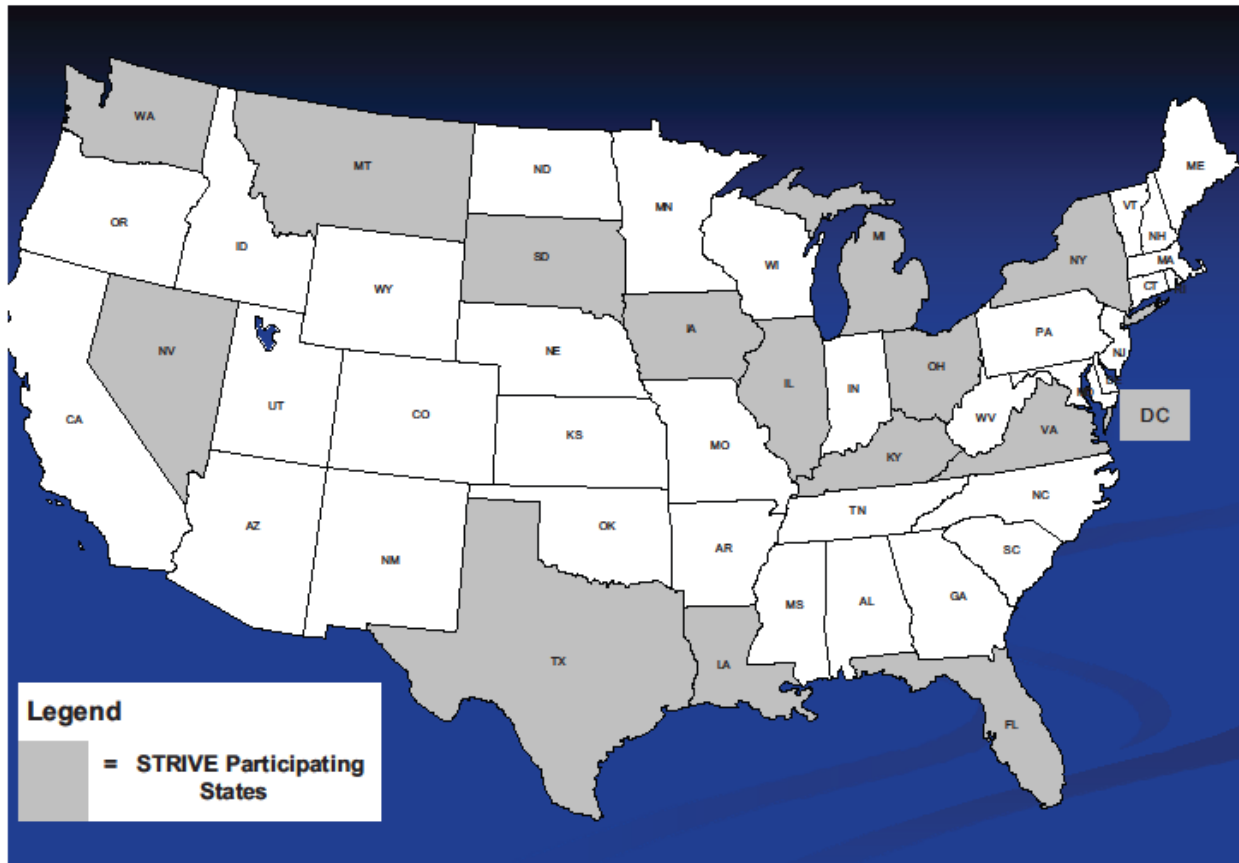 WA
MT
ND
MN
ME
VT
NH
OR
ID
SD
WI
MI
NY
MA
WY
CT
IA
NE
PA
NV
IL
IN
OH
NJ
UT
CO
CA
KS
MO
WV
VA
DC
KY
AZ
NM
OK
AR
TN
NC
SC
MS
AL
GA
TX
LA
FL
Legend
= STRIVE Participating
States